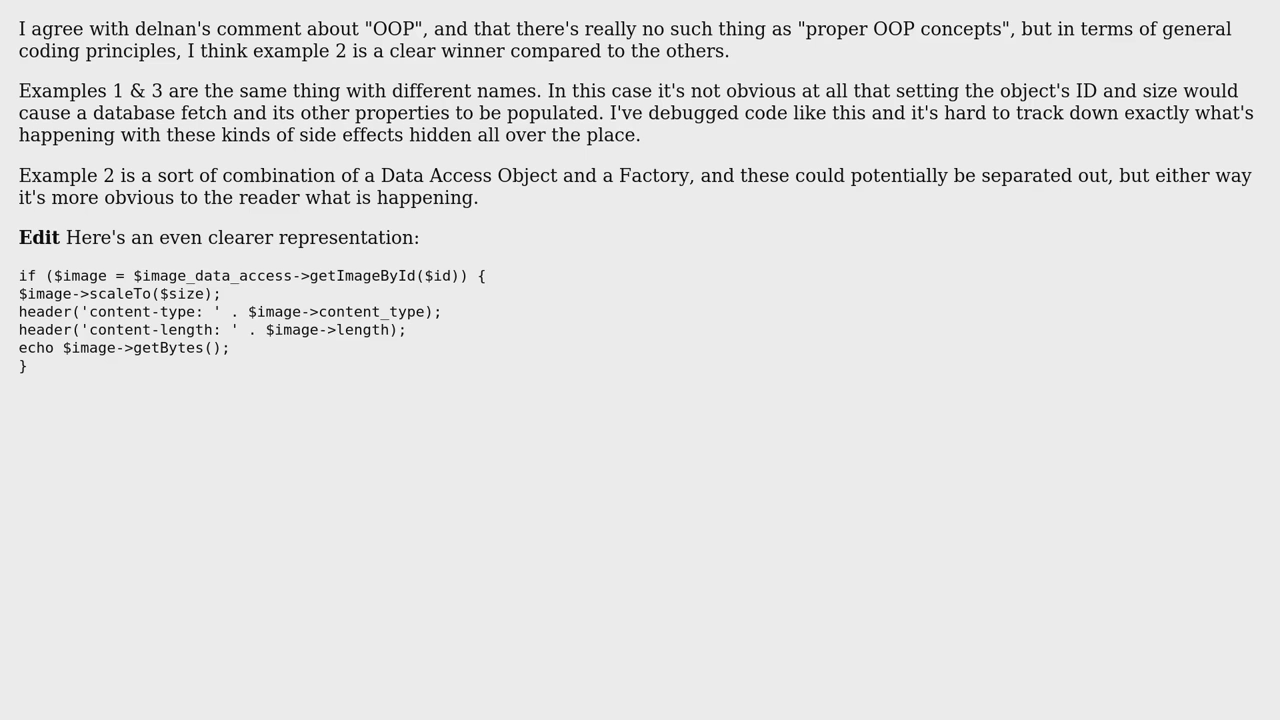 I agree with delnan's comment about "OOP", and that there's really no such thing as "proper OOP concepts", but in terms of general
coding principles, I think example 2 is a clear winner compared to the others.
Examples 1 & 3 are the same thing with different names. In this case it's not obvious at all that setting the object's ID and size would
cause a database fetch and its other properties to be populated. I've debugged code like this and it's hard to track down exactly what's
happening with these kinds of side effects hidden all over the place.
Example 2 is a sort of combination of a Data Access Object and a Factory, and these could potentially be separated out, but either way
it's more obvious to the reader what is happening.
Edit Here's an even clearer representation:
if ($image = $image_data_access->getImageById($id)) {
$image->scaleTo($size);
header('content-type: ' . $image->content_type);
header('content-length: ' . $image->length);
echo $image->getBytes();
}